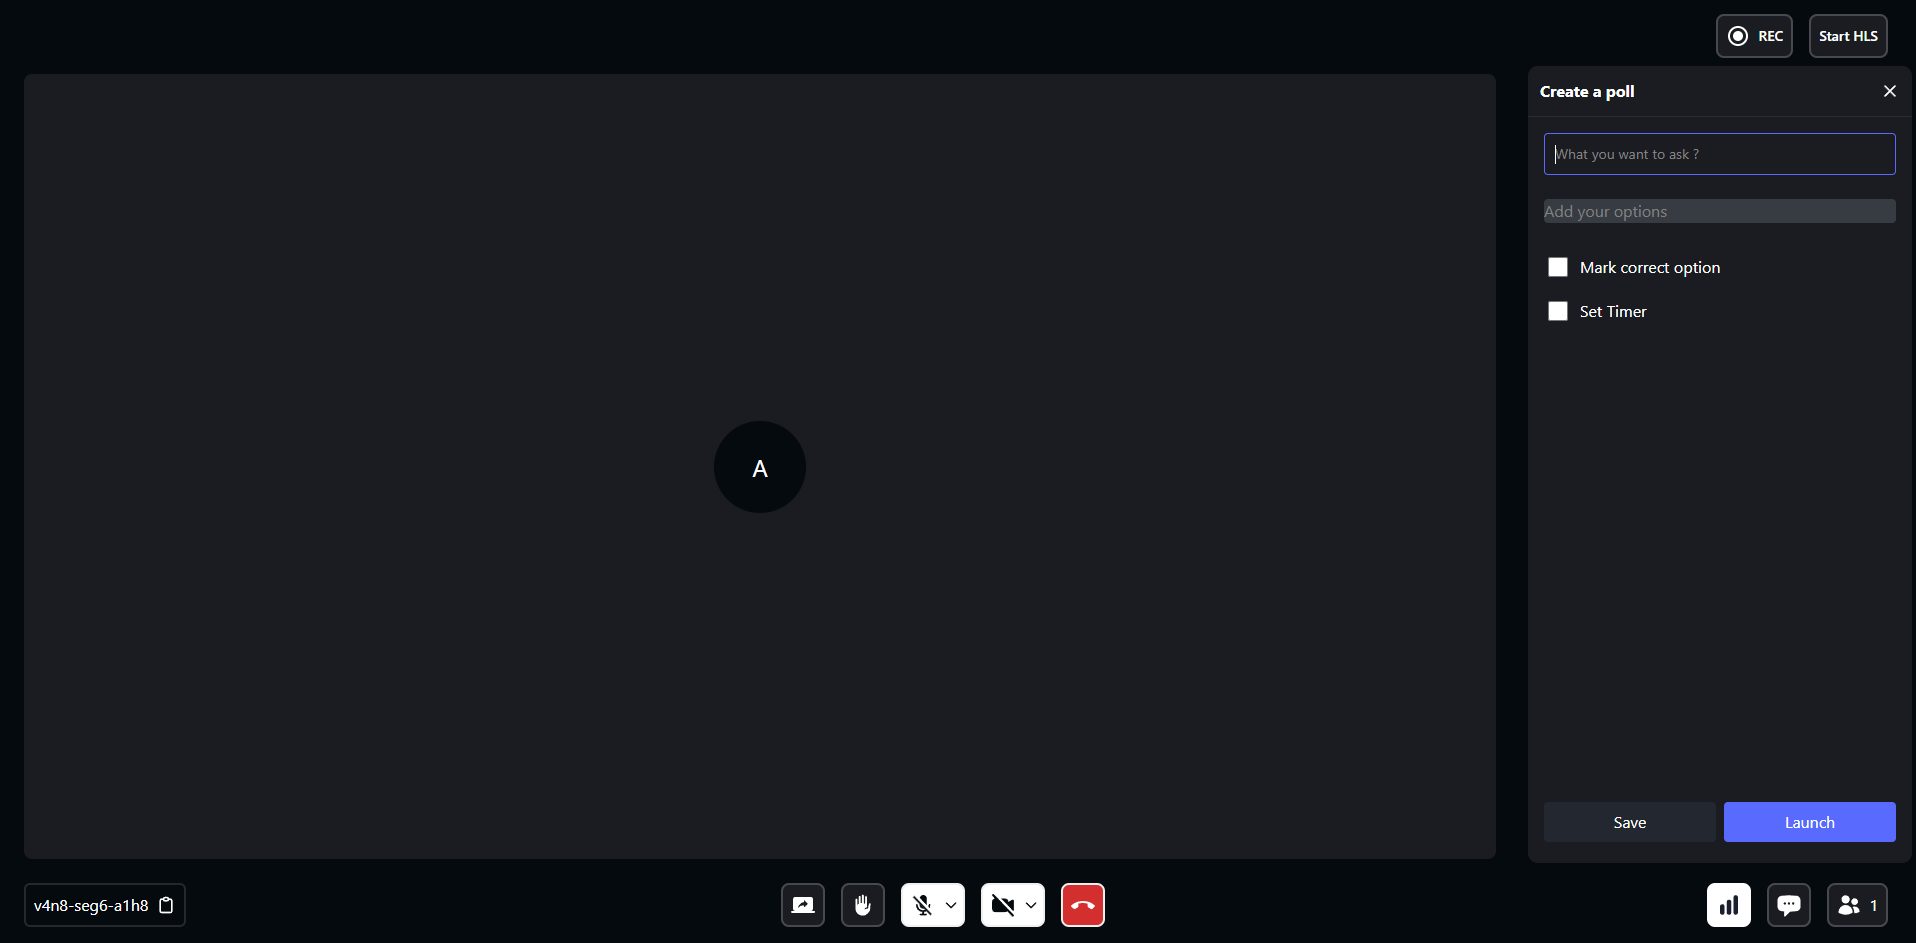 REC
Start HLS
Create a poll
What you want to ask ?
Add your options
Mark correct option
Set Timer
A
Save
Launch
v4n8-seg6-a1h8
1